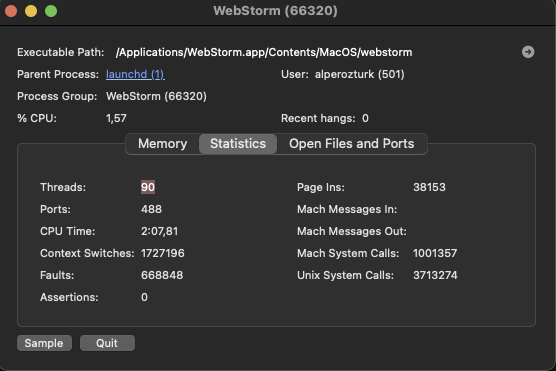 WebStorm (66320)
Executable Path: /Applications/WebStorm.app/Contents/MacOS/webstorm
Parent Process: launchd (1) User: alperozturk (501)
Process Group: WebStorm (66320)
% CPU: 1,57 Recent hangs: 0
Memory Statistics Open Files and Ports
Threads: 90 Page Ins: 38153
Ports: 488 Mach Messages In:
CPU Time: 2:07,81 Mach Messages Out:
Context Switches: 1727196 Mach System Calls: 1001357
Faults: 668848 Unix System Calls: 3713274
Assertions: 0
Sample Quit